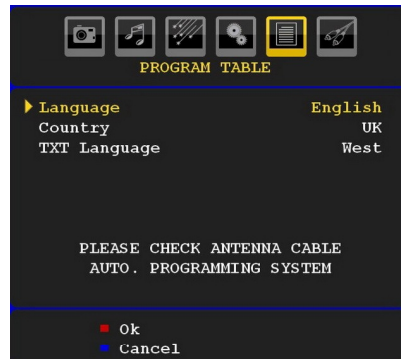 PROGRAM TABLE
Language English
Country UK
TXT Language West
PLEASE CHECK ANTENNA CABLE
AUTO. PROGRAMMING SYSTEM
Ok
Cancel